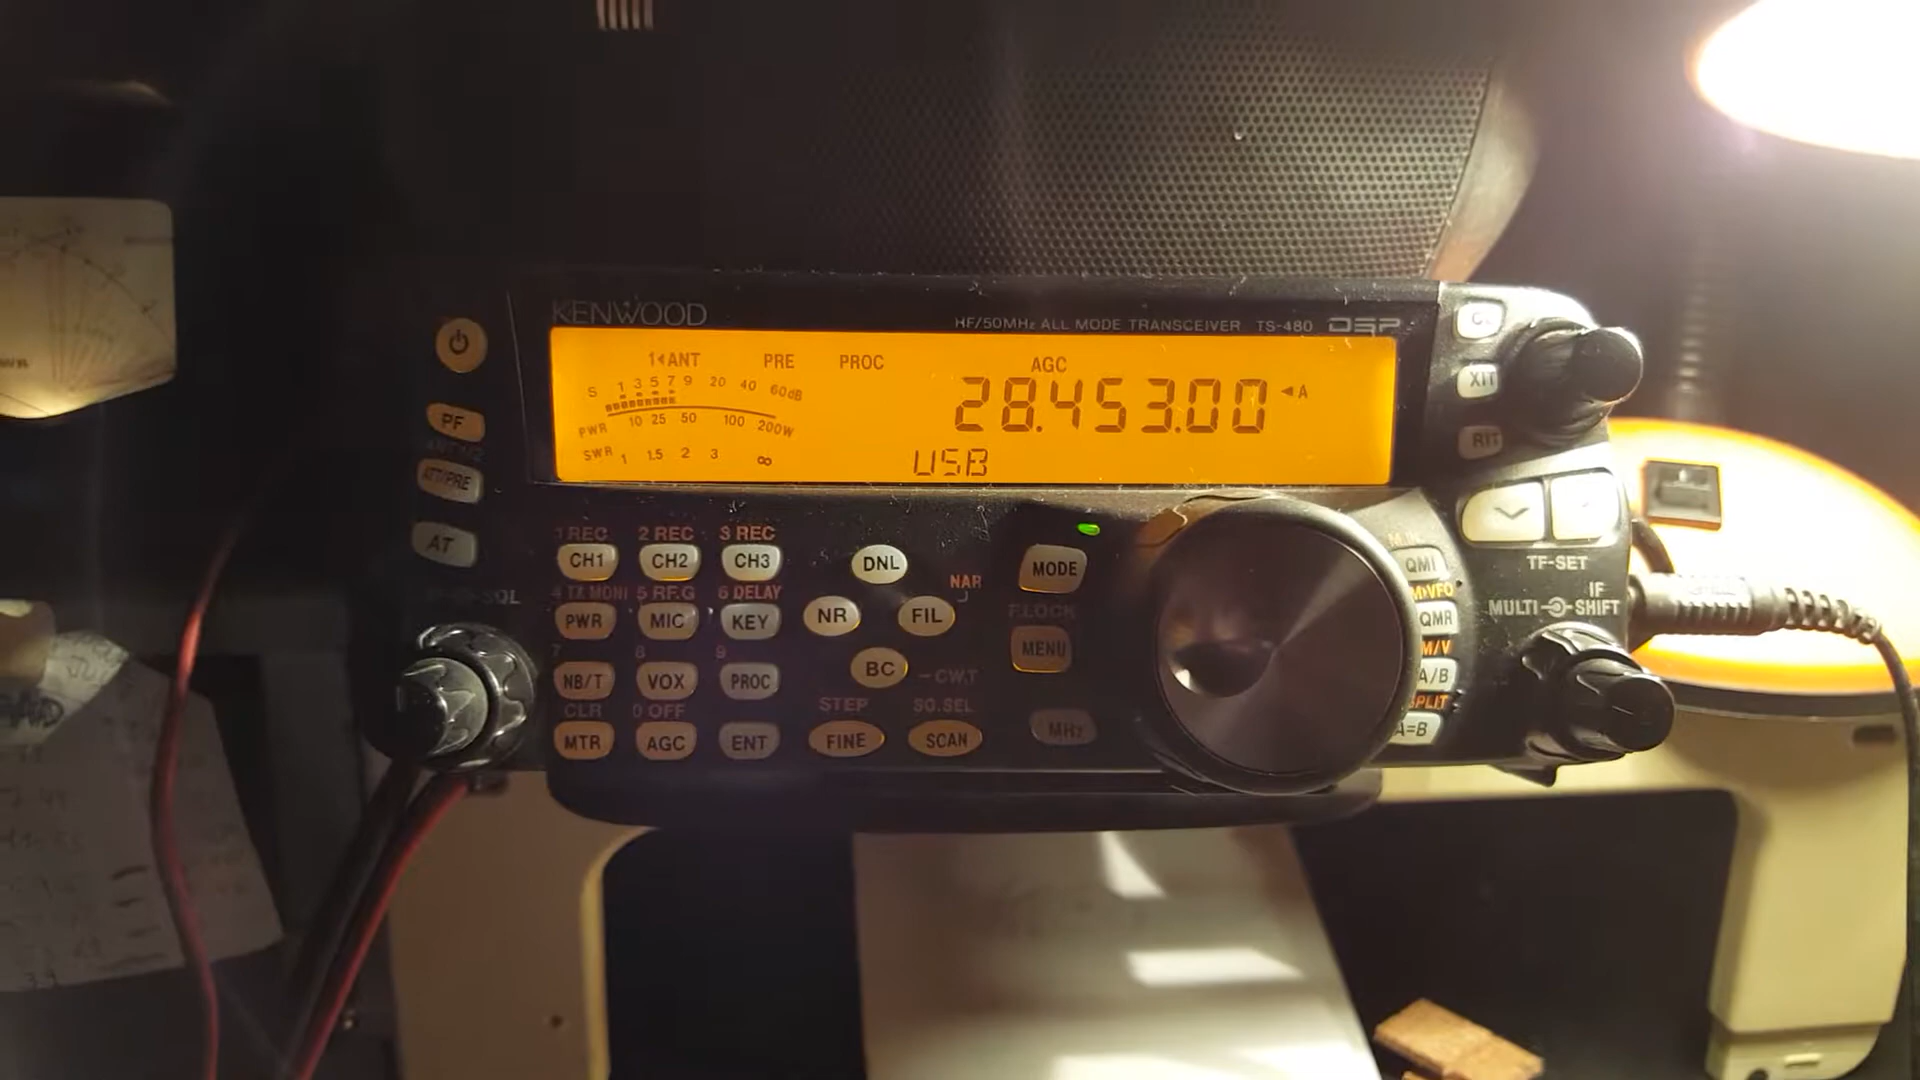 KENWOOD
HF/50MHz ALL MODE TRANSCEIVER TS-480 DSP
1◄ANT PRE PROC AGC
S 1 3 5 7 9 20 40 60dB
28.453.00 ◄A
PWR 10 25 50 100 200W
SWR 1 1.5 2 3 ∞
USB
PF
ATT/PRE
AT
CL
XIT
RIT
1 REC 2 REC 3 REC
CH1 CH2 CH3
4 TX MONI 5 RF.G 6 DELAY
PWR MIC KEY
7 8 9
NB/T VOX PROC
CLR 0 OFF
MTR AGC ENT
DNL
NAR
NR FIL
BC
CW.T
STEP SG.SEL
FINE SCAN
MODE
F.LOCK
MENU
MHz
QMI
M▸VFO
QMR
M/V
A/B
SPLIT
A=B
TF-SET
IF
MULTI SHIFT